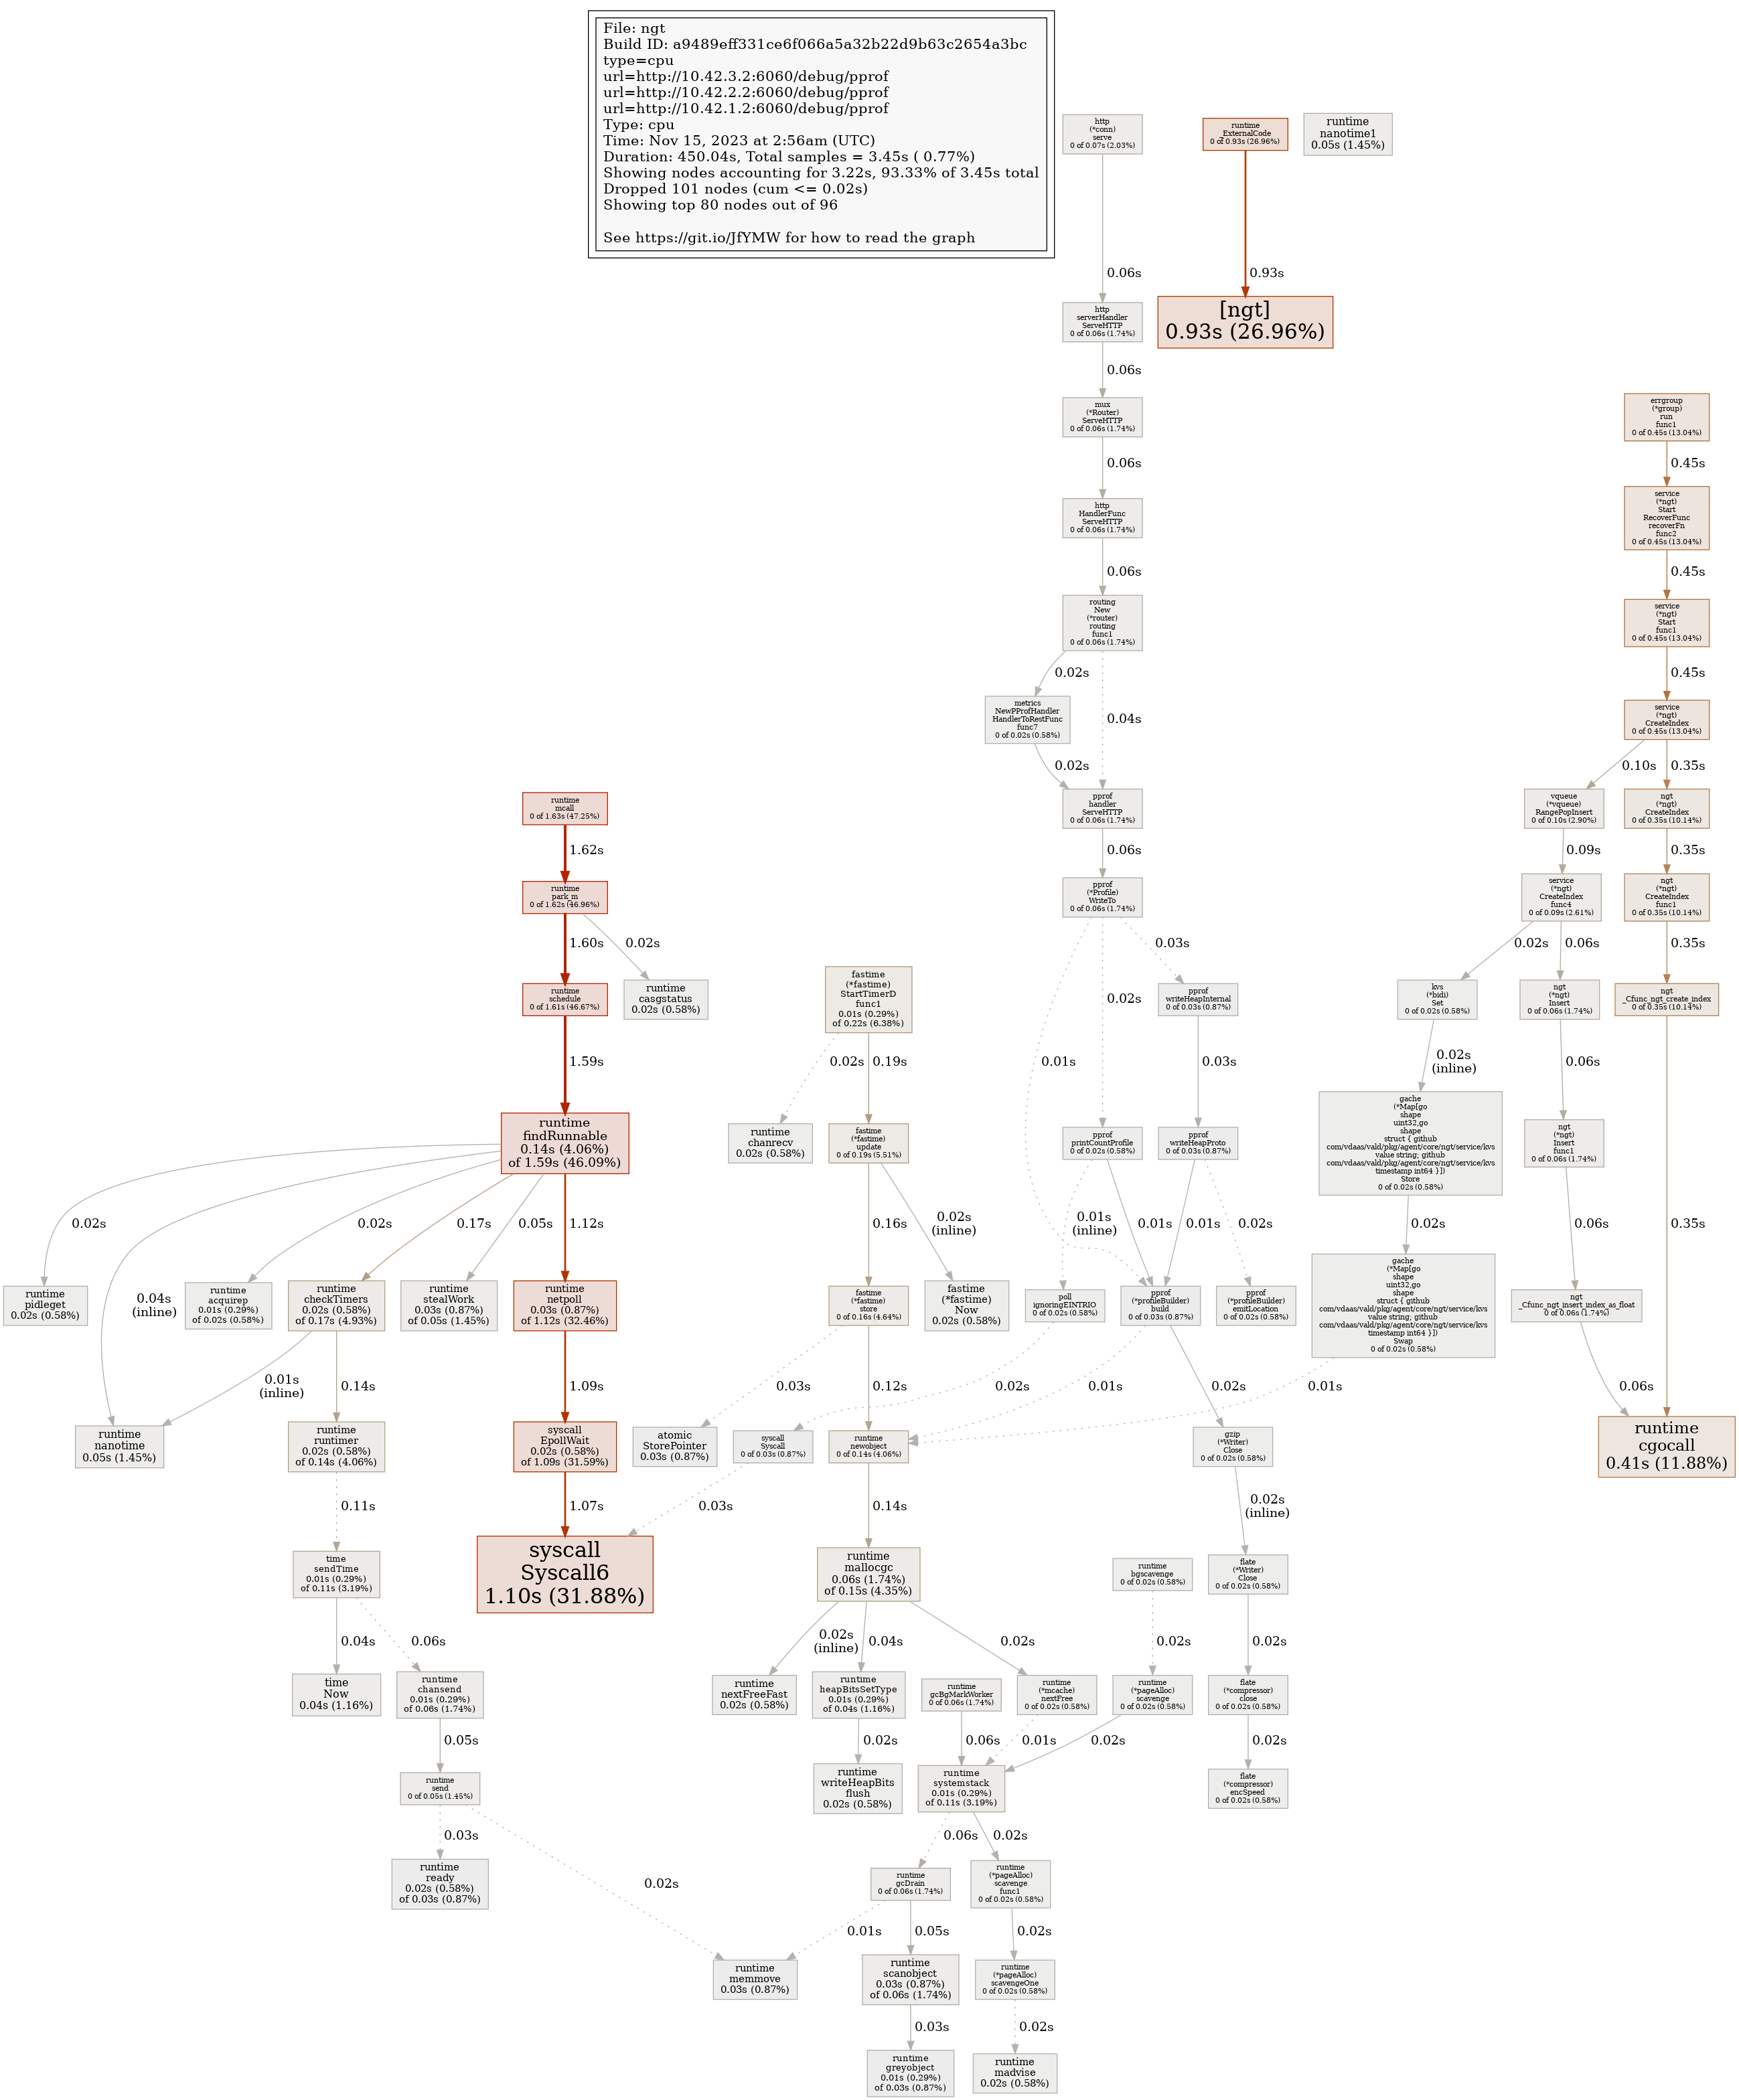 File: ngt
Build ID: a9489eff331ce6f066a5a32b22d9b63c2654a3bc
type=cpu
url=http://10.42.3.2:6060/debug/pprof
url=http://10.42.2.2:6060/debug/pprof
url=http://10.42.1.2:6060/debug/pprof
Type: cpu
Time: Nov 15, 2023 at 2:56am (UTC)
Duration: 450.04s, Total samples = 3.45s ( 0.77%)
Showing nodes accounting for 3.22s, 93.33% of 3.45s total
Dropped 101 nodes (cum <= 0.02s)
Showing top 80 nodes out of 96
See https://git.io/JfYMW for how to read the graph
http
(*conn)
serve
0 of 0.07s (2.03%)
runtime
_ExternalCode
0 of 0.93s (26.96%)
runtime
nanotime1
0.05s (1.45%)
0.06s
0.93s
http
serverHandler
ServeHTTP
0 of 0.06s (1.74%)
[ngt]
0.93s (26.96%)
0.06s
mux
(*Router)
ServeHTTP
0 of 0.06s (1.74%)
errgroup
(*group)
run
func1
0 of 0.45s (13.04%)
0.06s
0.45s
http
HandlerFunc
ServeHTTP
0 of 0.06s (1.74%)
service
(*ngt)
Start
RecoverFunc
recoverFn
func2
0 of 0.45s (13.04%)
0.06s
0.45s
routing
New
(*router)
routing
func1
0 of 0.06s (1.74%)
service
(*ngt)
Start
func1
0 of 0.45s (13.04%)
0.02s
0.04s
0.45s
metrics
NewPProfHandler
HandlerToRestFunc
func7
0 of 0.02s (0.58%)
service
(*ngt)
CreateIndex
0 of 0.45s (13.04%)
0.02s
0.10s
0.35s
runtime
mcall
0 of 1.63s (47.25%)
pprof
handler
ServeHTTP
0 of 0.06s (1.74%)
vqueue
(*vqueue)
RangePopInsert
0 of 0.10s (2.90%)
ngt
(*ngt)
CreateIndex
0 of 0.35s (10.14%)
1.62s
0.06s
0.09s
0.35s
runtime
park_m
0 of 1.62s (46.96%)
pprof
(*Profile)
WriteTo
0 of 0.06s (1.74%)
service
(*ngt)
CreateIndex
func4
0 of 0.09s (2.61%)
ngt
(*ngt)
CreateIndex
func1
0 of 0.35s (10.14%)
1.60s
0.02s
0.03s
0.02s
0.06s
0.35s
runtime
schedule
0 of 1.61s (46.67%)
runtime
casgstatus
0.02s (0.58%)
fastime
(*fastime)
StartTimerD
func1
0.01s (0.29%)
of 0.22s (6.38%)
0.02s
pprof
writeHeapInternal
0 of 0.03s (0.87%)
kvs
(*bidi)
Set
0 of 0.02s (0.58%)
ngt
(*ngt)
Insert
0 of 0.06s (1.74%)
ngt
_Cfunc_ngt_create_index
0 of 0.35s (10.14%)
1.59s
0.02s
0.19s
0.01s
0.03s
0.02s
(inline)
0.06s
runtime
findRunnable
0.14s (4.06%)
of 1.59s (46.09%)
runtime
chanrecv
0.02s (0.58%)
fastime
(*fastime)
update
0 of 0.19s (5.51%)
pprof
printCountProfile
0 of 0.02s (0.58%)
pprof
writeHeapProto
0 of 0.03s (0.87%)
gache
(*Map[go
shape
uint32,go
shape
struct { github
com/vdaas/vald/pkg/agent/core/ngt/service/kvs
value string; github
com/vdaas/vald/pkg/agent/core/ngt/service/kvs
timestamp int64 }])
Store
0 of 0.02s (0.58%)
ngt
(*ngt)
Insert
func1
0 of 0.06s (1.74%)
0.02s
0.02s
0.17s
0.05s
1.12s
0.16s
0.02s
(inline)
0.01s
(inline)
0.01s
0.01s
0.02s
0.02s
0.06s
0.35s
runtime
pidleget
0.02s (0.58%)
0.04s
(inline)
runtime
acquirep
0.01s (0.29%)
of 0.02s (0.58%)
runtime
checkTimers
0.02s (0.58%)
of 0.17s (4.93%)
runtime
stealWork
0.03s (0.87%)
of 0.05s (1.45%)
runtime
netpoll
0.03s (0.87%)
of 1.12s (32.46%)
fastime
(*fastime)
store
0 of 0.16s (4.64%)
fastime
(*fastime)
Now
0.02s (0.58%)
poll
ignoringEINTRIO
0 of 0.02s (0.58%)
pprof
(*profileBuilder)
build
0 of 0.03s (0.87%)
pprof
(*profileBuilder)
emitLocation
0 of 0.02s (0.58%)
gache
(*Map[go
shape
uint32,go
shape
struct { github
com/vdaas/vald/pkg/agent/core/ngt/service/kvs
value string; github
com/vdaas/vald/pkg/agent/core/ngt/service/kvs
timestamp int64 }])
Swap
0 of 0.02s (0.58%)
ngt
_Cfunc_ngt_insert_index_as_float
0 of 0.06s (1.74%)
0.01s
(inline)
0.14s
1.09s
0.03s
0.12s
0.02s
0.01s
0.02s
0.01s
0.06s
runtime
nanotime
0.05s (1.45%)
runtime
runtimer
0.02s (0.58%)
of 0.14s (4.06%)
syscall
EpollWait
0.02s (0.58%)
of 1.09s (31.59%)
atomic
StorePointer
0.03s (0.87%)
syscall
Syscall
0 of 0.03s (0.87%)
runtime
newobject
0 of 0.14s (4.06%)
gzip
(*Writer)
Close
0 of 0.02s (0.58%)
runtime
cgocall
0.41s (11.88%)
0.11s
1.07s
0.03s
0.14s
0.02s
(inline)
time
sendTime
0.01s (0.29%)
of 0.11s (3.19%)
syscall
Syscall6
1.10s (31.88%)
runtime
mallocgc
0.06s (1.74%)
of 0.15s (4.35%)
runtime
bgscavenge
0 of 0.02s (0.58%)
flate
(*Writer)
Close
0 of 0.02s (0.58%)
0.04s
0.06s
0.02s
(inline)
0.04s
0.02s
0.02s
0.02s
time
Now
0.04s (1.16%)
runtime
chansend
0.01s (0.29%)
of 0.06s (1.74%)
runtime
nextFreeFast
0.02s (0.58%)
runtime
heapBitsSetType
0.01s (0.29%)
of 0.04s (1.16%)
runtime
gcBgMarkWorker
0 of 0.06s (1.74%)
runtime
(*mcache)
nextFree
0 of 0.02s (0.58%)
runtime
(*pageAlloc)
scavenge
0 of 0.02s (0.58%)
flate
(*compressor)
close
0 of 0.02s (0.58%)
0.05s
0.02s
0.06s
0.01s
0.02s
0.02s
runtime
send
0 of 0.05s (1.45%)
runtime
writeHeapBits
flush
0.02s (0.58%)
runtime
systemstack
0.01s (0.29%)
of 0.11s (3.19%)
flate
(*compressor)
encSpeed
0 of 0.02s (0.58%)
0.03s
0.02s
0.06s
0.02s
runtime
ready
0.02s (0.58%)
of 0.03s (0.87%)
runtime
gcDrain
0 of 0.06s (1.74%)
runtime
(*pageAlloc)
scavenge
func1
0 of 0.02s (0.58%)
0.01s
0.05s
0.02s
runtime
memmove
0.03s (0.87%)
runtime
scanobject
0.03s (0.87%)
of 0.06s (1.74%)
runtime
(*pageAlloc)
scavengeOne
0 of 0.02s (0.58%)
0.03s
0.02s
runtime
greyobject
0.01s (0.29%)
of 0.03s (0.87%)
runtime
madvise
0.02s (0.58%)